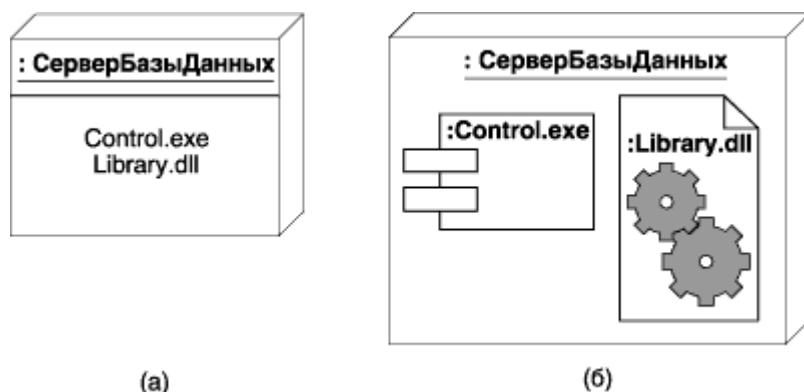 : СерверБазыДанных
Control.exe
Library.dll
(а)
: СерверБазыДанных
:Control.exe
:Library.dll
(б)